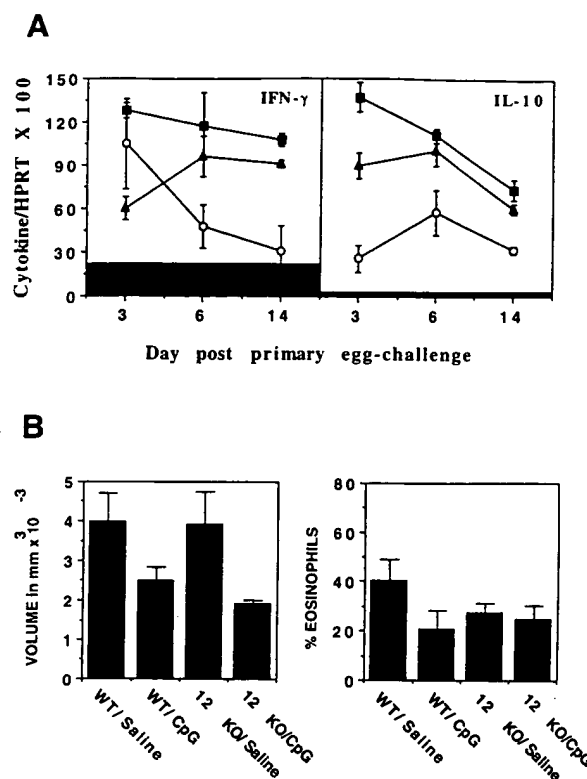 A
Cytokine/HPRT X 100
150
120
90
60
30
0
IFN-γ
IL-10
3 6 14 3 6 14
Day post primary egg-challenge
B
VOLUME in mm x 10
3
-3
5
4
3
2
1
0
WT/ Saline
WT/ CpG
12 KO/ Saline
12 KO/CpG
% EOSINOPHILS
80
60
40
20
0
WT/ Saline
WT/ CpG
12 KO/ Saline
12 KO/CpG